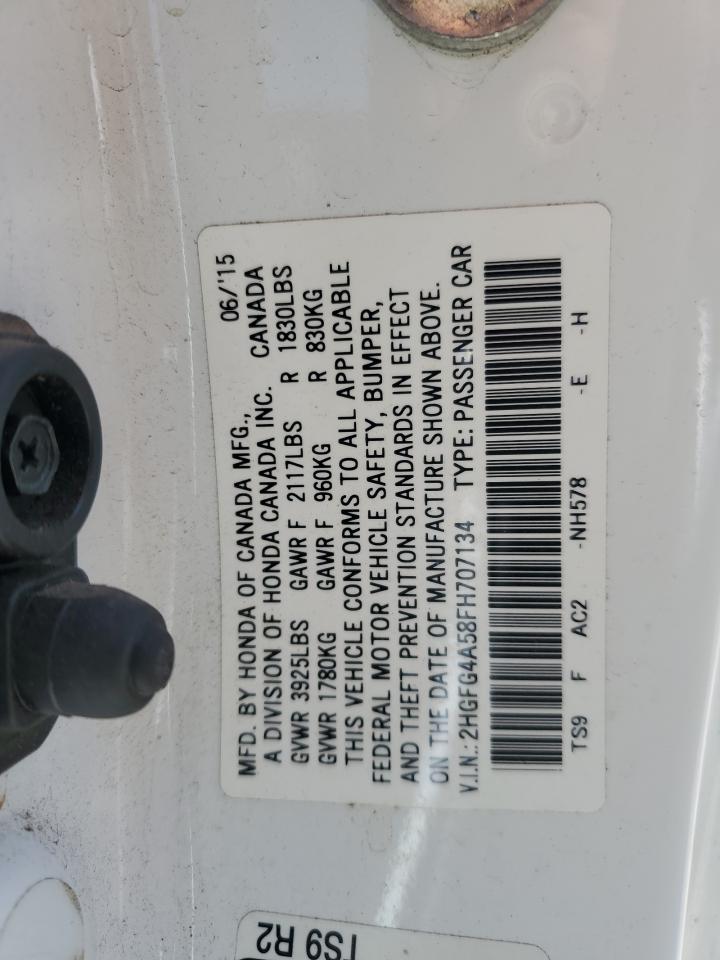 MFD. BY HONDA OF CANADA MFG., 06/'15
A DIVISION OF HONDA CANADA INC. CANADA
GVWR 3925LBS GAWR F 2117LBS R 1830LBS
GVWR 1780KG GAWR F 960KG R 830KG
THIS VEHICLE CONFORMS TO ALL APPLICABLE
FEDERAL MOTOR VEHICLE SAFETY, BUMPER,
AND THEFT PREVENTION STANDARDS IN EFFECT
ON THE DATE OF MANUFACTURE SHOWN ABOVE.
V.I.N.: 2HGFG4A58FH707134 TYPE: PASSENGER CAR
TS9 F AC2 -NH578 -E -H
TS9 R2